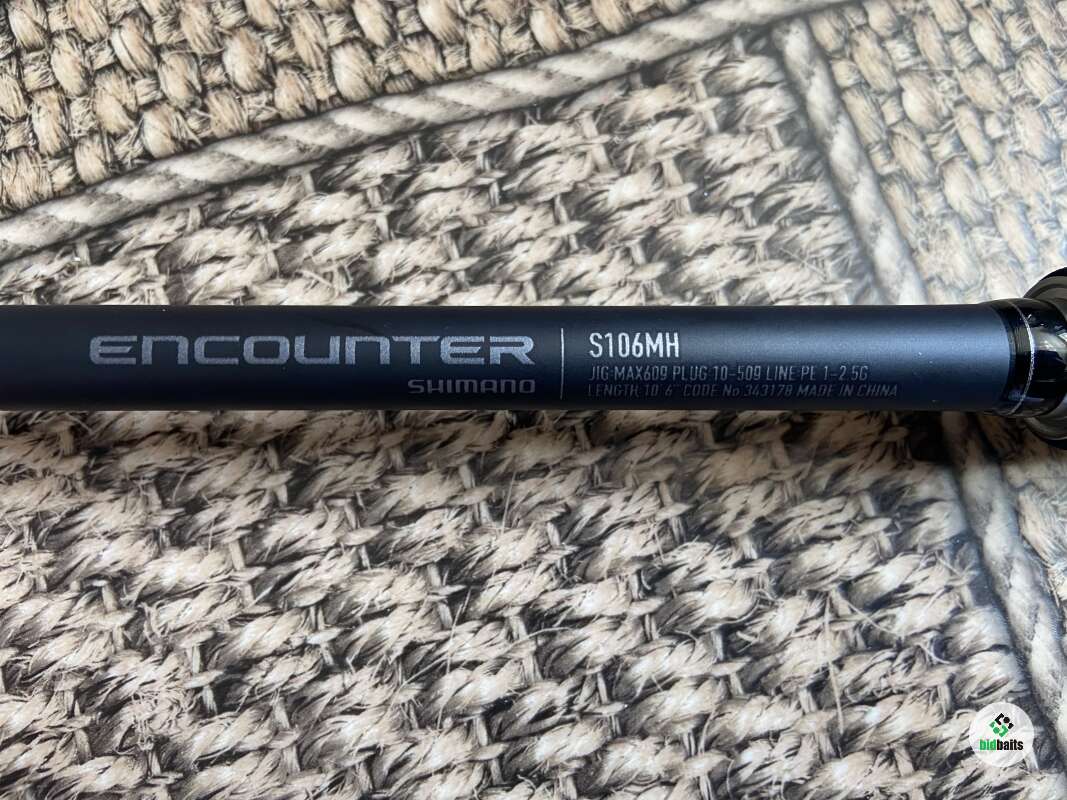 ENCOUNTER
SHIMANO
S106MH
JIG-MAX60g PLUG 10-50g LINE PE 1-2.5G
LENGTH: 10' 6" CODE No.343178 MADE IN CHINA
bidbaits